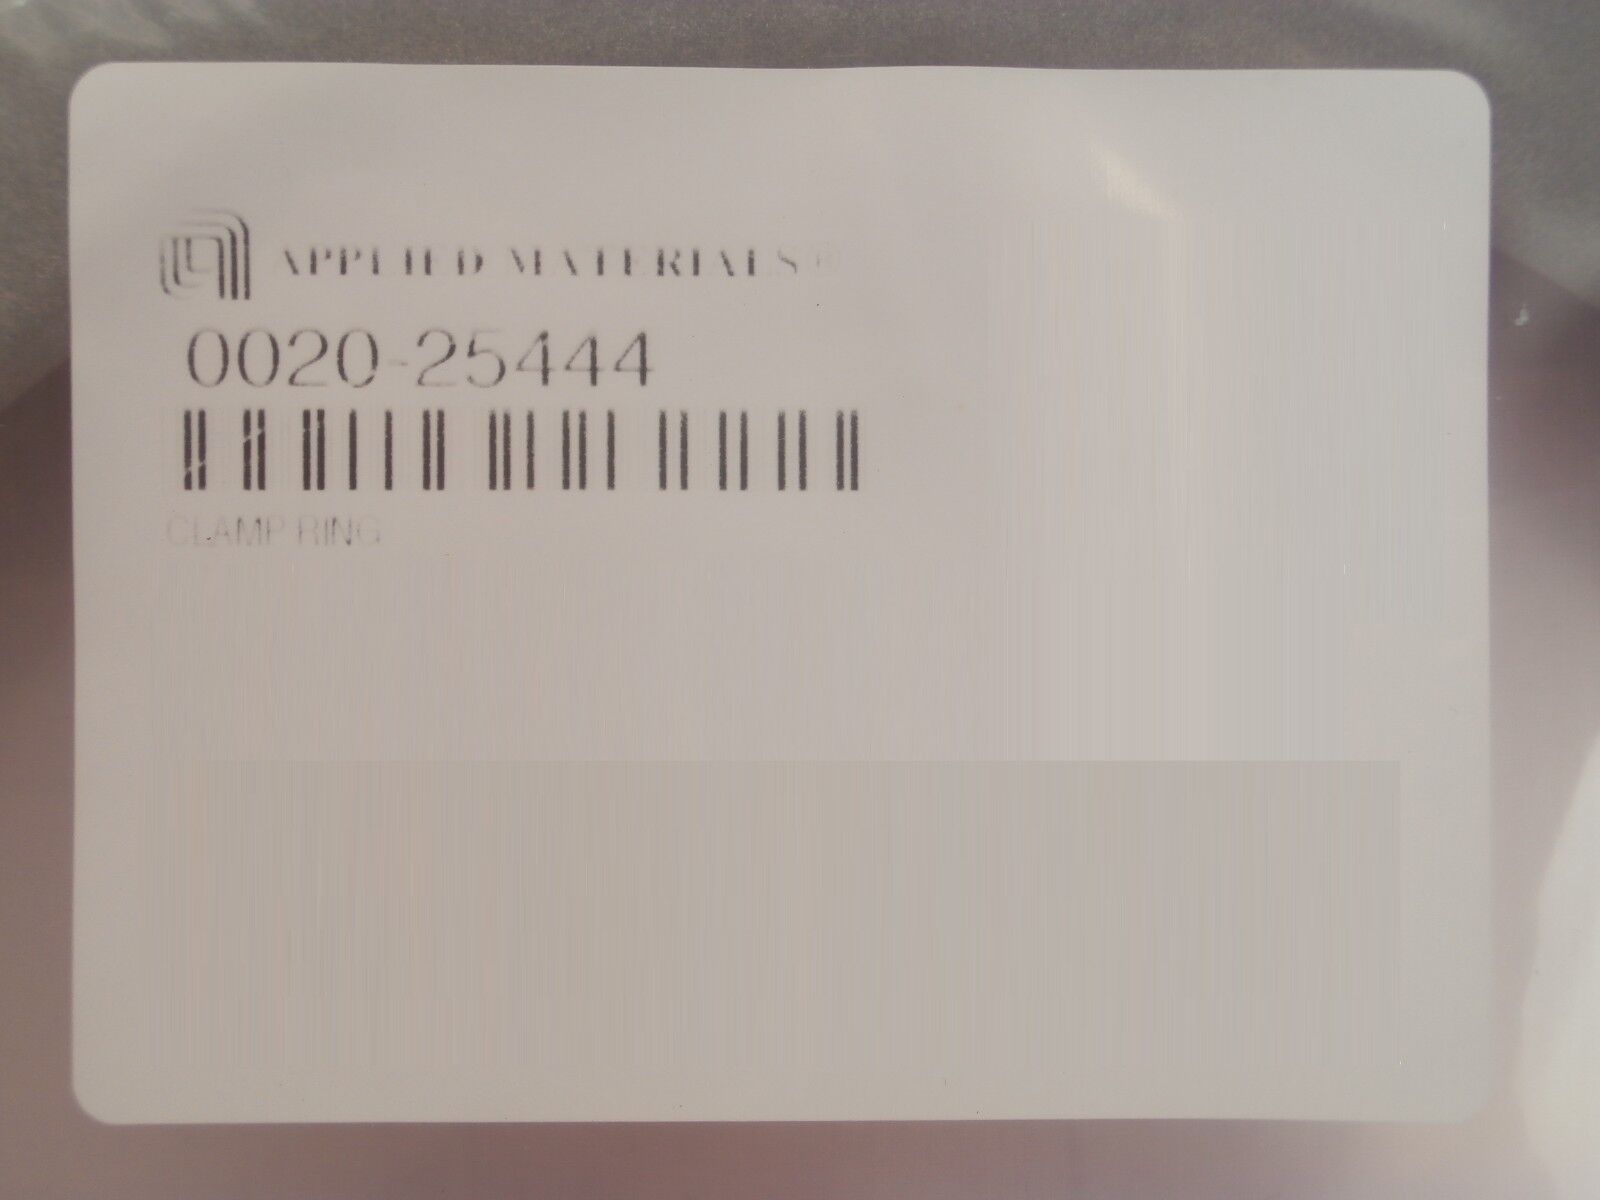 APPLIED MATERIALS®
0020-25444
CLAMP RING